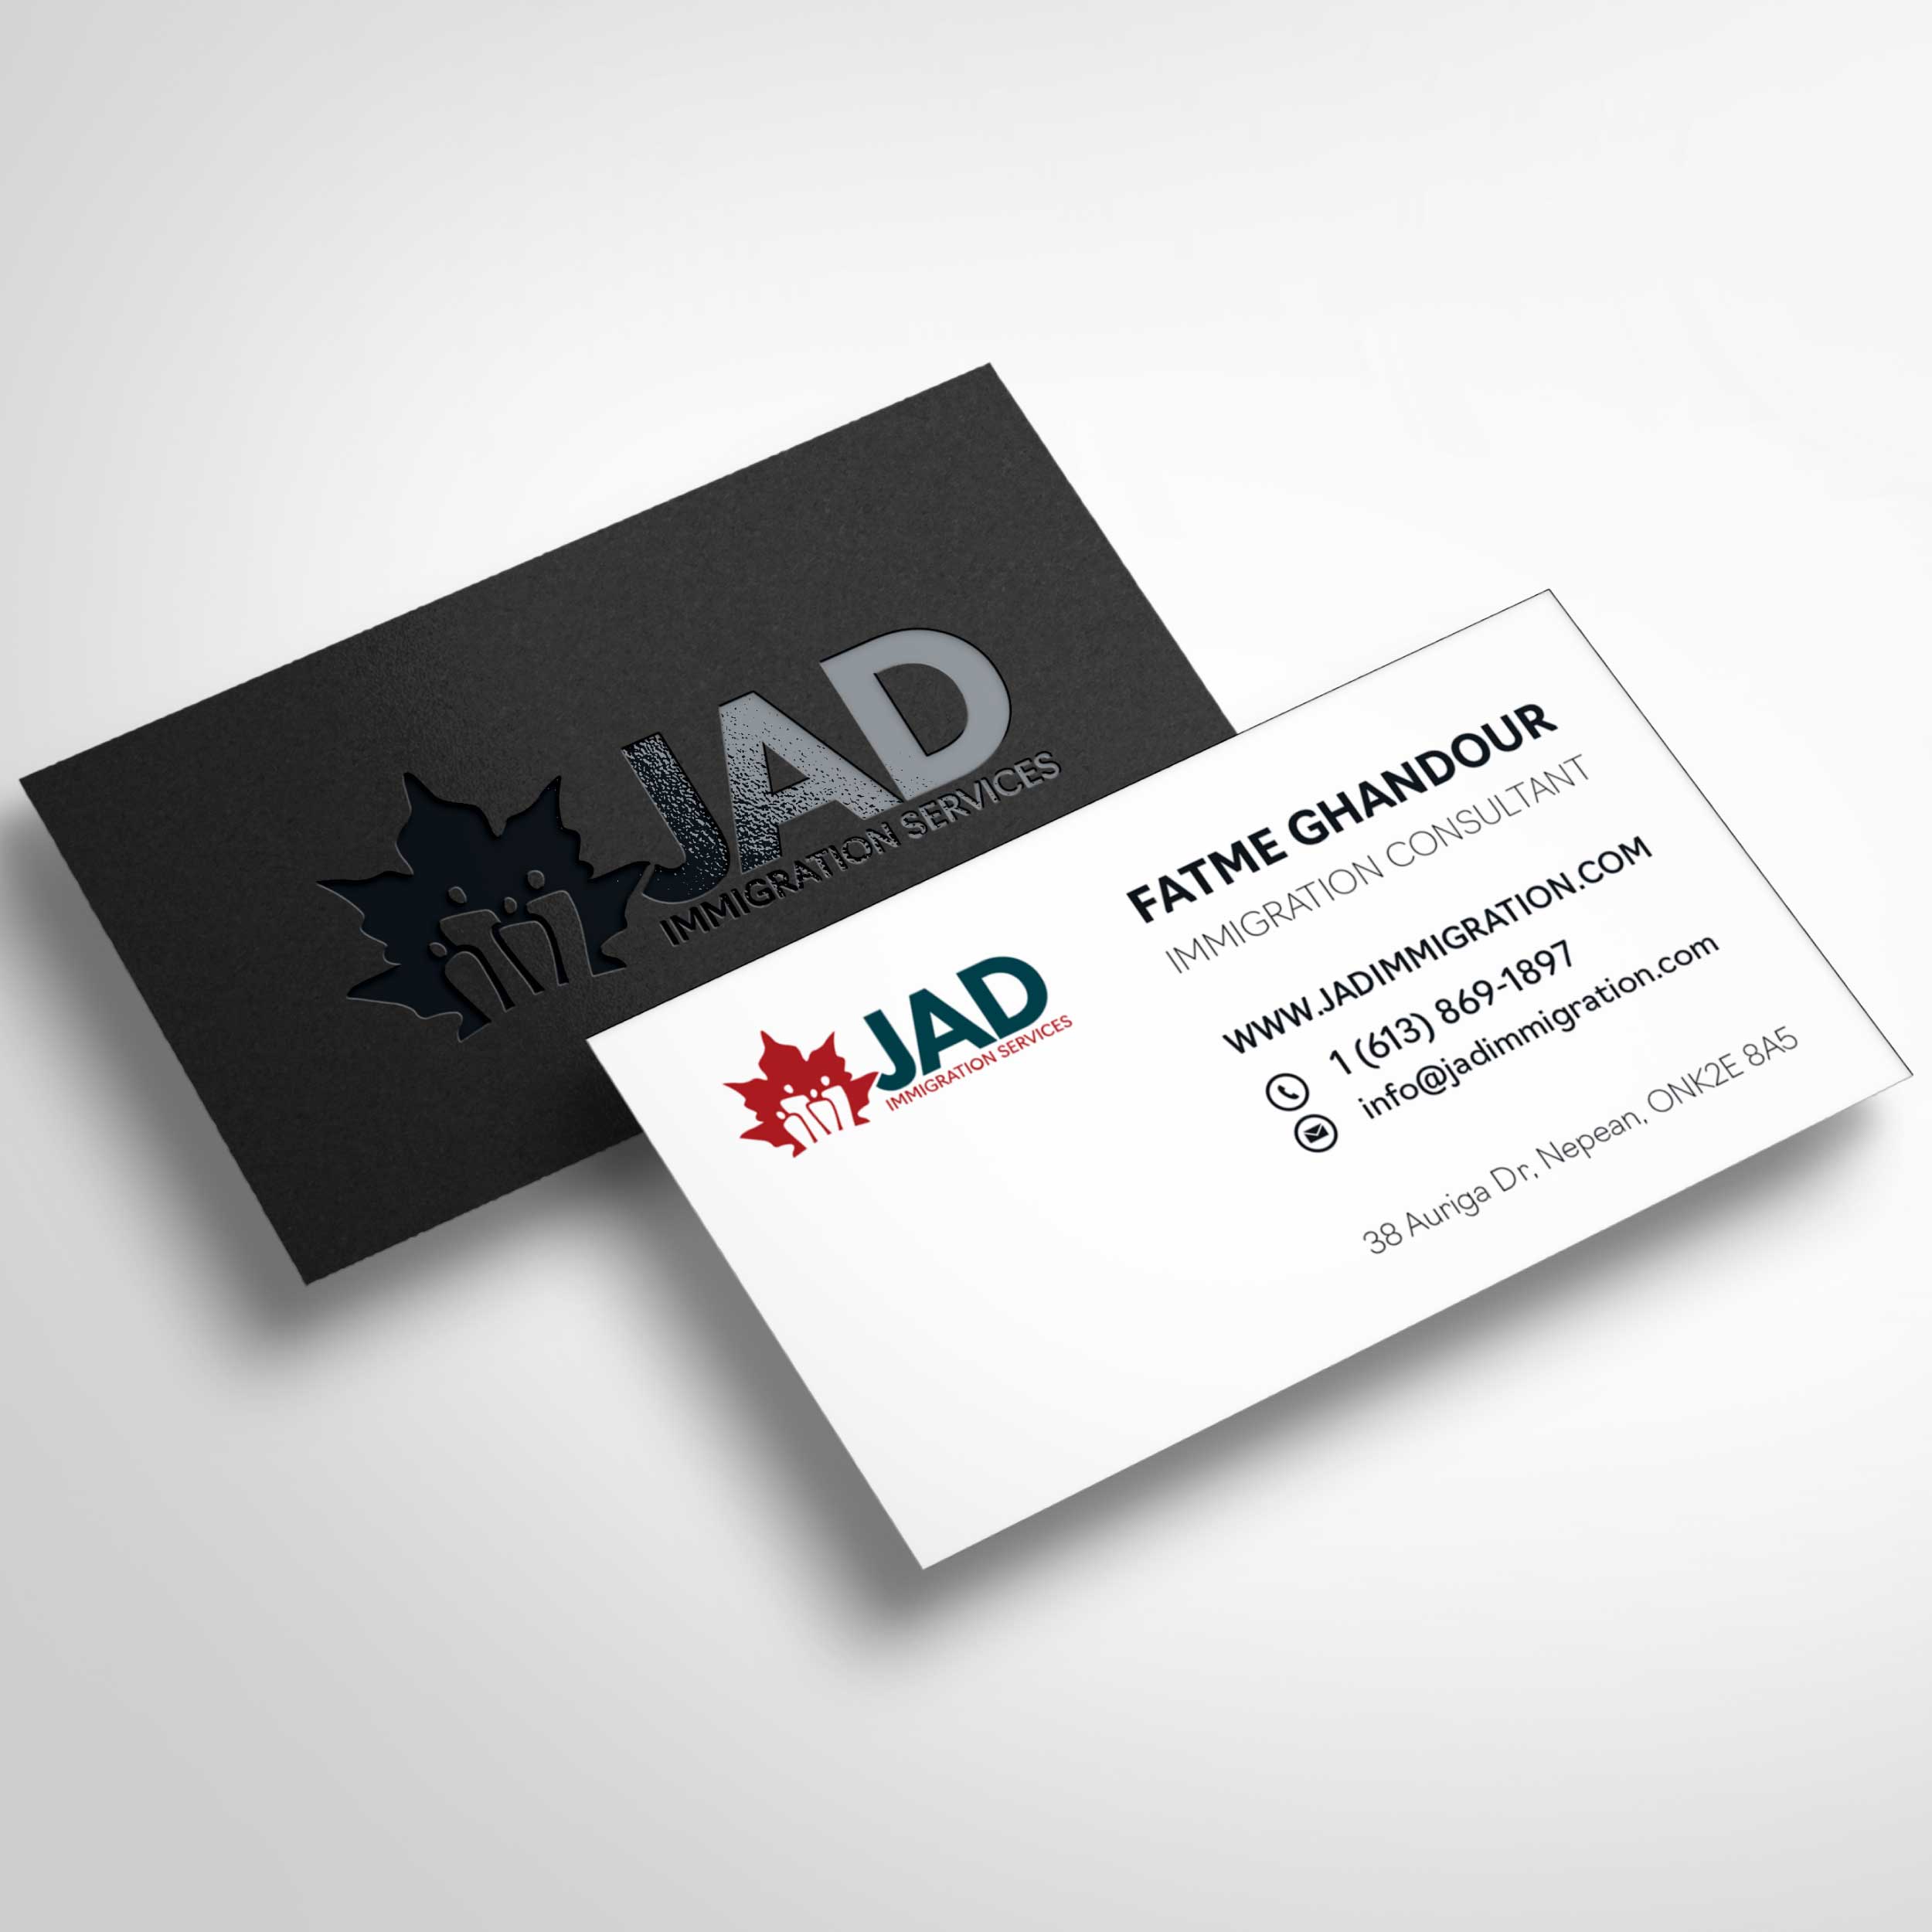 JAD
IMMIGRATION SERVICES
JAD
IMMIGRATION SERVICES
FATME GHANDOUR
IMMIGRATION CONSULTANT
WWW.JADIMMIGRATION.COM
1 (613) 869-1897
info@jadimmigration.com
38 Auriga Dr, Nepean, ONK2E 8A5